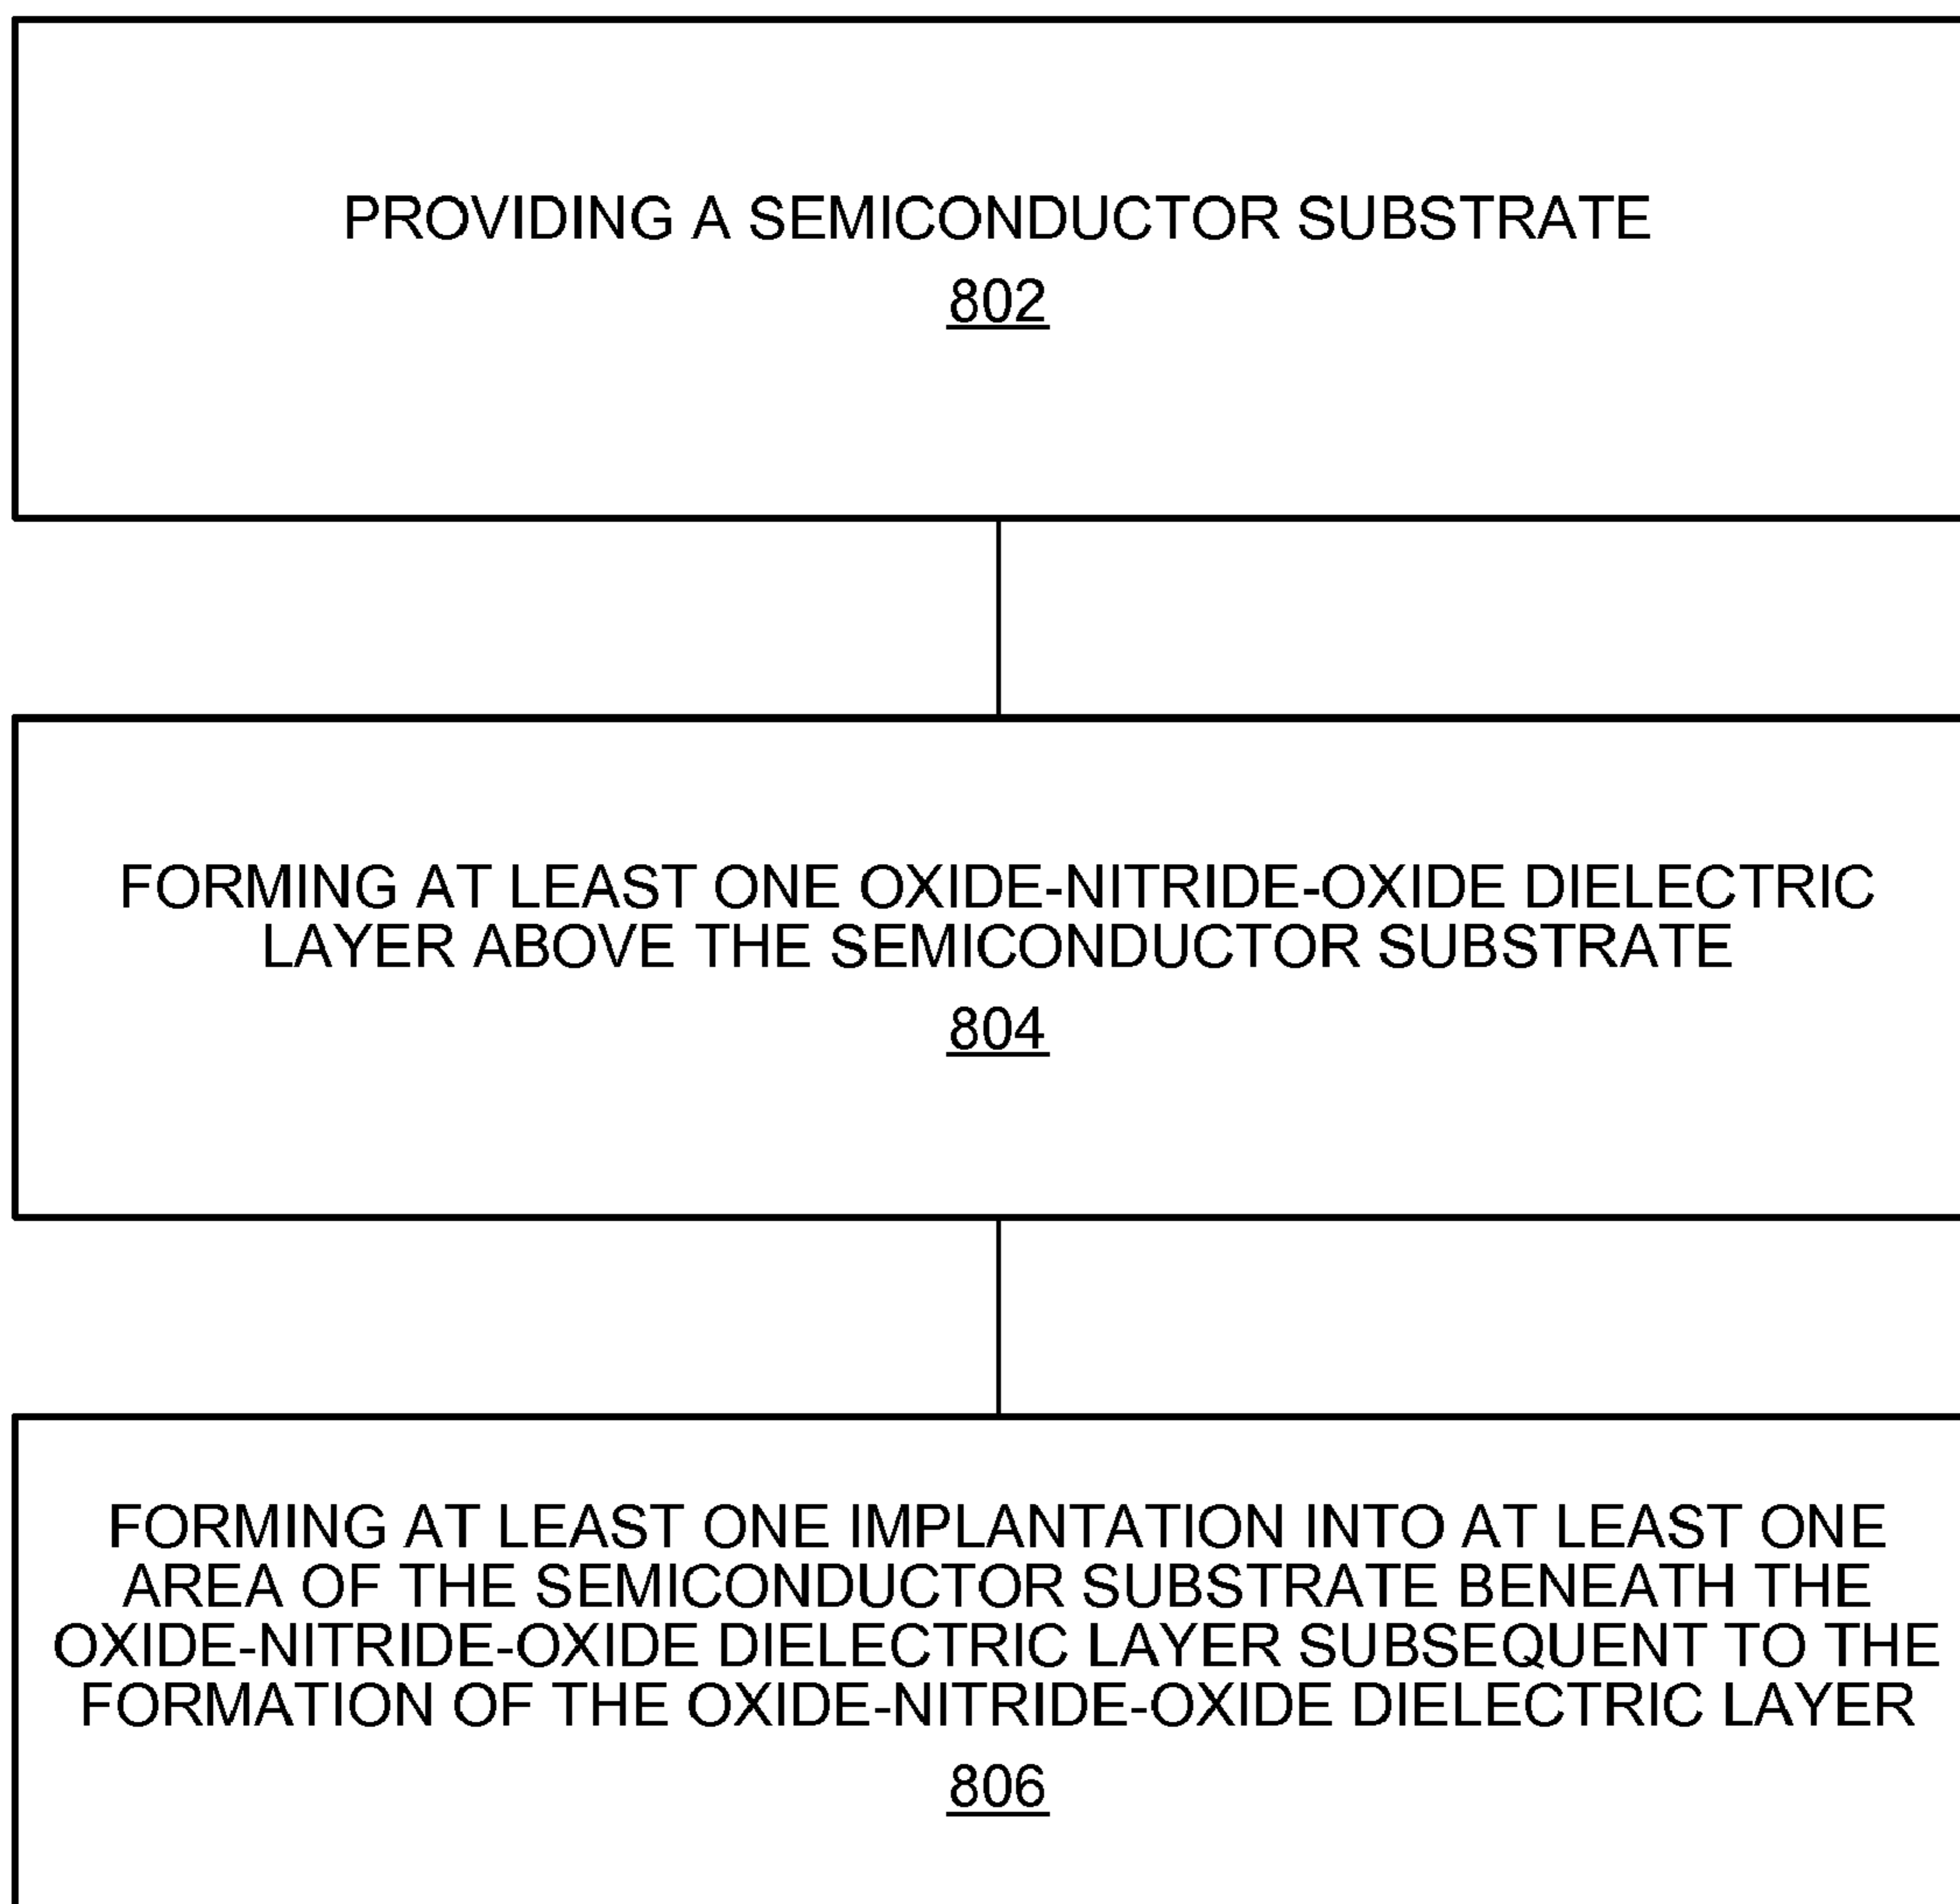 PROVIDING A SEMICONDUCTOR SUBSTRATE
802
FORMING AT LEAST ONE OXIDE-NITRIDE-OXIDE DIELECTRIC
LAYER ABOVE THE SEMICONDUCTOR SUBSTRATE
804
FORMING AT LEAST ONE IMPLANTATION INTO AT LEAST ONE
AREA OF THE SEMICONDUCTOR SUBSTRATE BENEATH THE
OXIDE-NITRIDE-OXIDE DIELECTRIC LAYER SUBSEQUENT TO THE
FORMATION OF THE OXIDE-NITRIDE-OXIDE DIELECTRIC LAYER
806